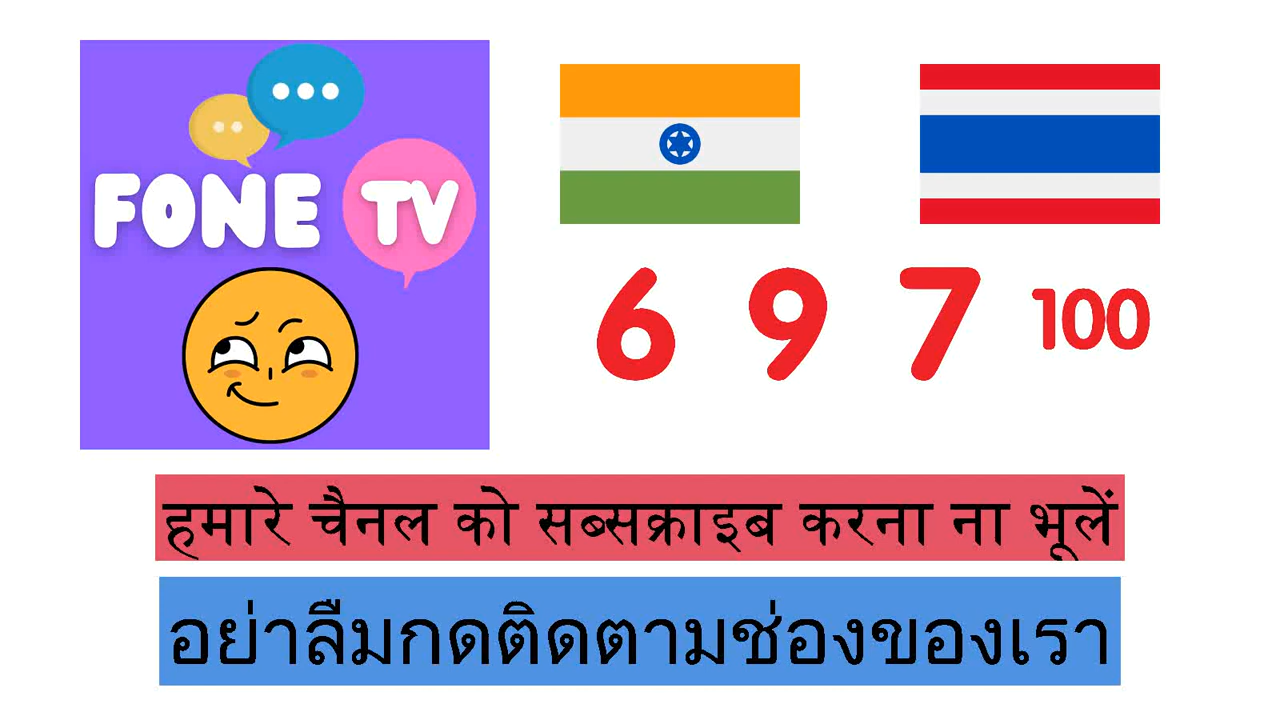 FONE TV
6 9 7 100
हमारे चैनल को सब्सक्राइब करना ना भूलें
อย่าลืมกดติดตามช่องของเรา